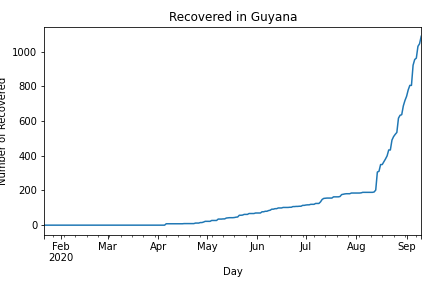 Recovered in Guyana
Number of Recovered
1000
800
600
400
200
0
Feb Mar Apr May Jun Jul Aug Sep
2020
Day